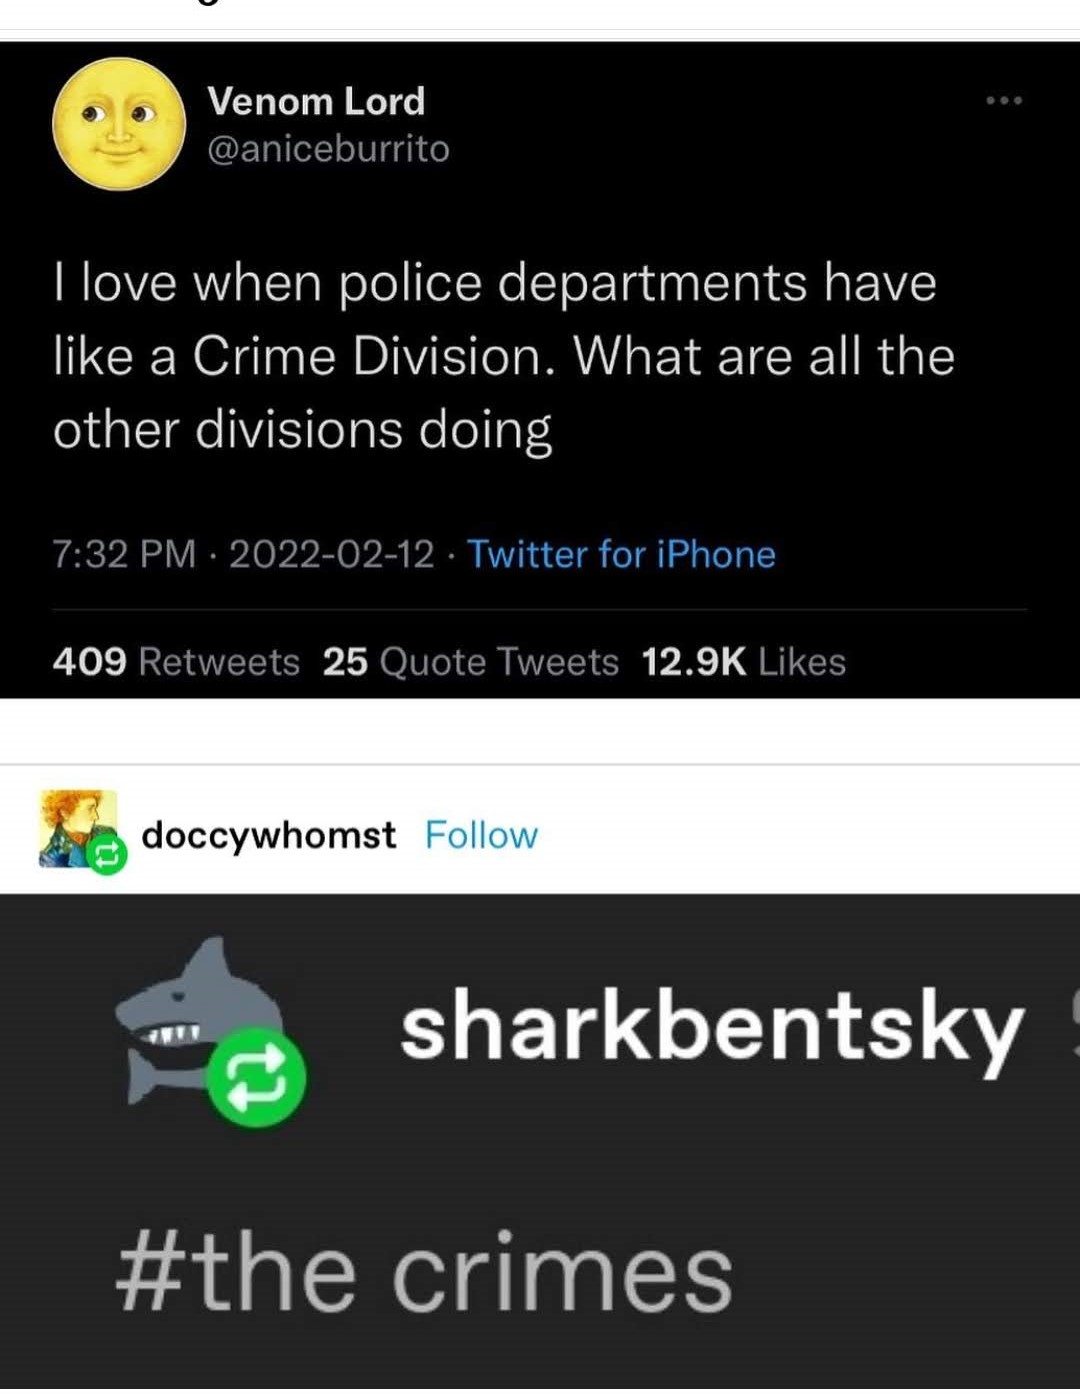 Venom Lord
@aniceburrito
I love when police departments have
like a Crime Division. What are all the
other divisions doing
7:32 PM · 2022-02-12 · Twitter for iPhone
409 Retweets 25 Quote Tweets 12.9K Likes
doccywhomst Follow
sharkbentsky
#the crimes